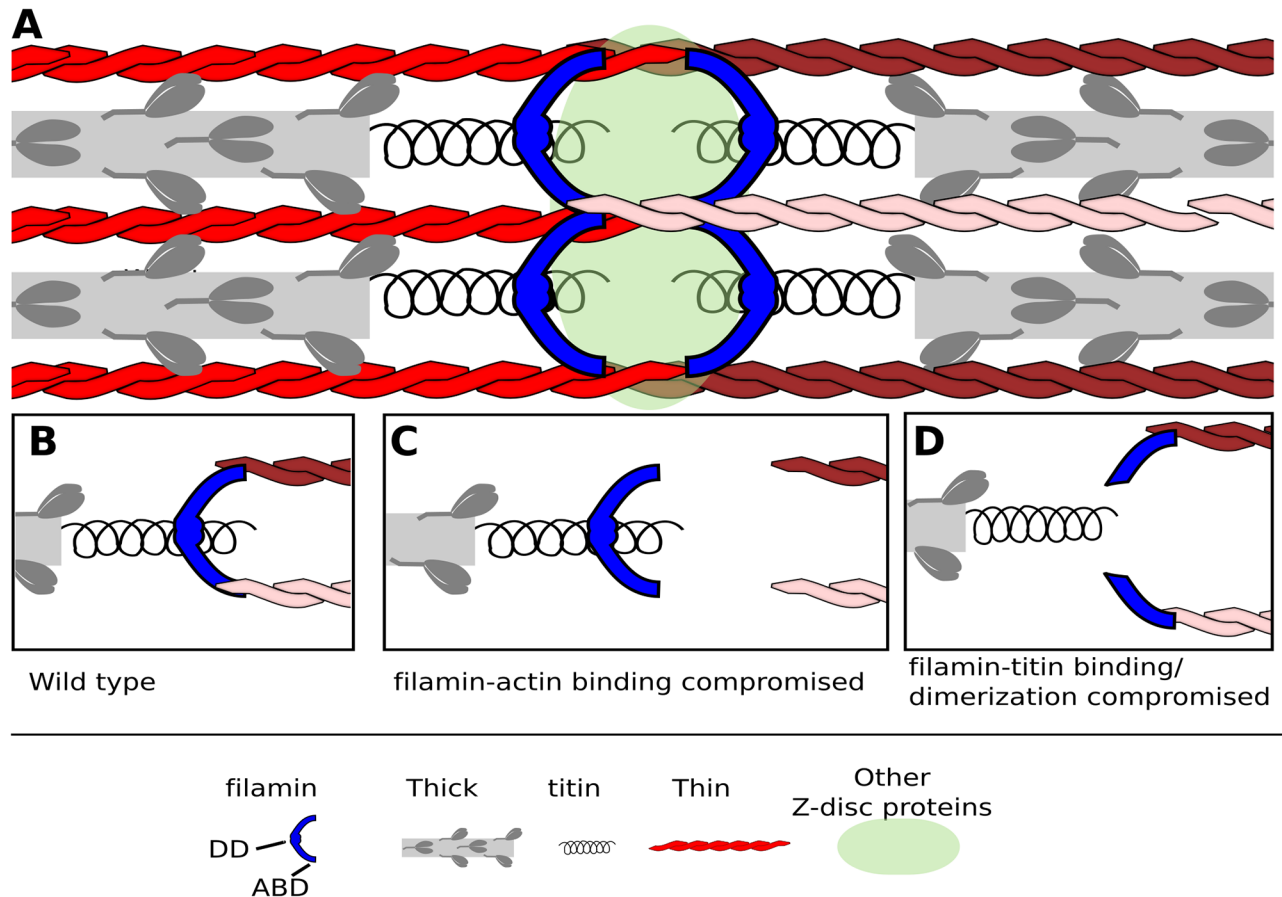 A
B
C
D
Wild type
filamin-actin binding compromised
filamin-titin binding/
dimerization compromised
filamin
Thick
titin
Thin
Other
Z-disc proteins
DD
ABD